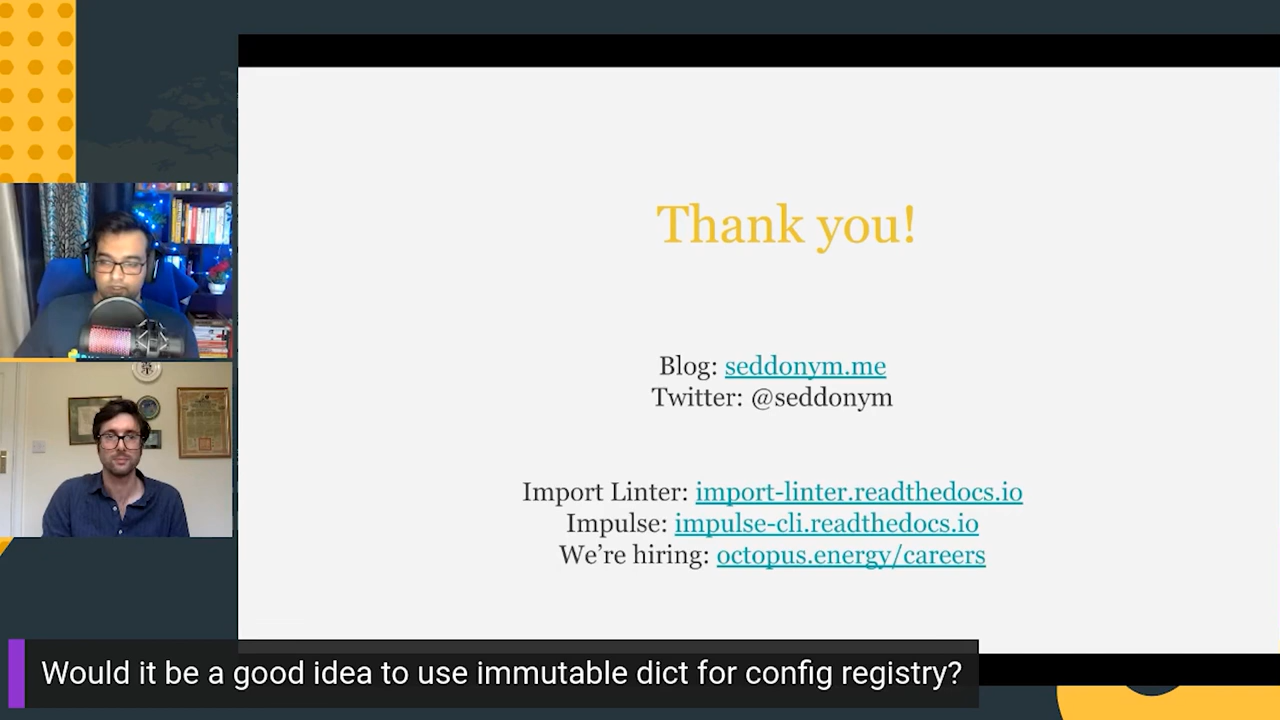 Thank you!
Blog: seddonym.me
Twitter: @seddonym
Import Linter: import-linter.readthedocs.io
Impulse: impulse-cli.readthedocs.io
We’re hiring: octopus.energy/careers
Would it be a good idea to use immutable dict for config registry?